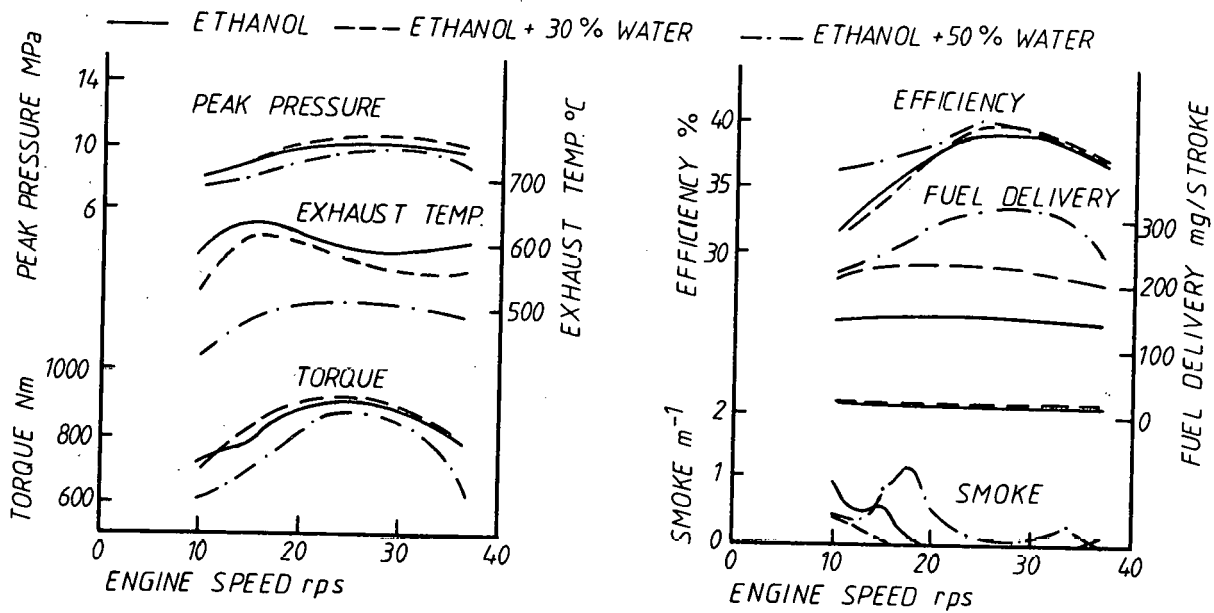 ETHANOL ETHANOL + 30% WATER ETHANOL +50% WATER
PEAK PRESSURE MPa
14
10
6
PEAK PRESSURE
EXHAUST TEMP. °C
700
600
500
EXHAUST TEMP.
TORQUE Nm
1000
800
600
TORQUE
0 10 20 30 40
ENGINE SPEED rps
EFFICIENCY %
40
35
30
EFFICIENCY
FUEL DELIVERY mg/STROKE
300
200
100
0
FUEL DELIVERY
SMOKE m⁻¹
2
1
0
SMOKE
0 10 20 30 40
ENGINE SPEED rps